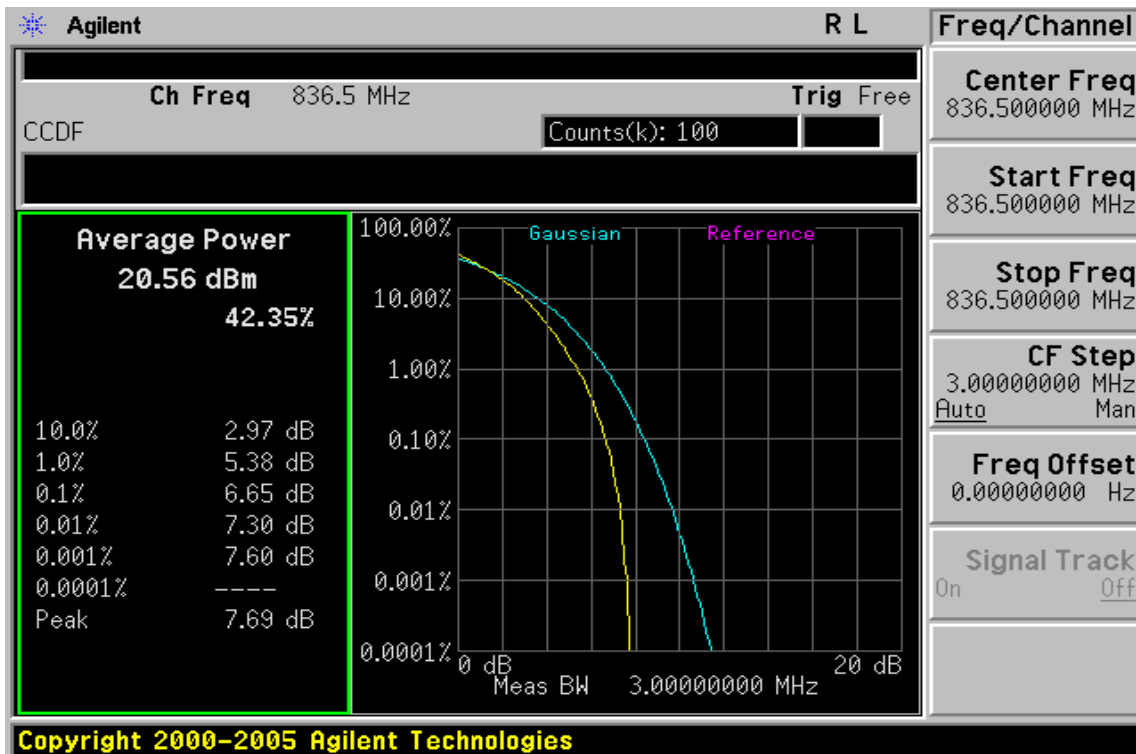 Agilent
R L
Freq/Channel
Ch Freq 836.5 MHz
Trig Free
CCDF
Counts(k): 100
Average Power
20.56 dBm
42.35%
10.0% 2.97 dB
1.0% 5.38 dB
0.1% 6.65 dB
0.01% 7.30 dB
0.001% 7.60 dB
0.0001% ----
Peak 7.69 dB
100.00%
Gaussian
Reference
10.00%
1.00%
0.10%
0.01%
0.001%
0.0001%
0 dB
20 dB
Meas BW 3.00000000 MHz
Center Freq
836.500000 MHz
Start Freq
836.500000 MHz
Stop Freq
836.500000 MHz
CF Step
3.00000000 MHz
Auto Man
Freq Offset
0.00000000 Hz
Signal Track
On Off
Copyright 2000-2005 Agilent Technologies